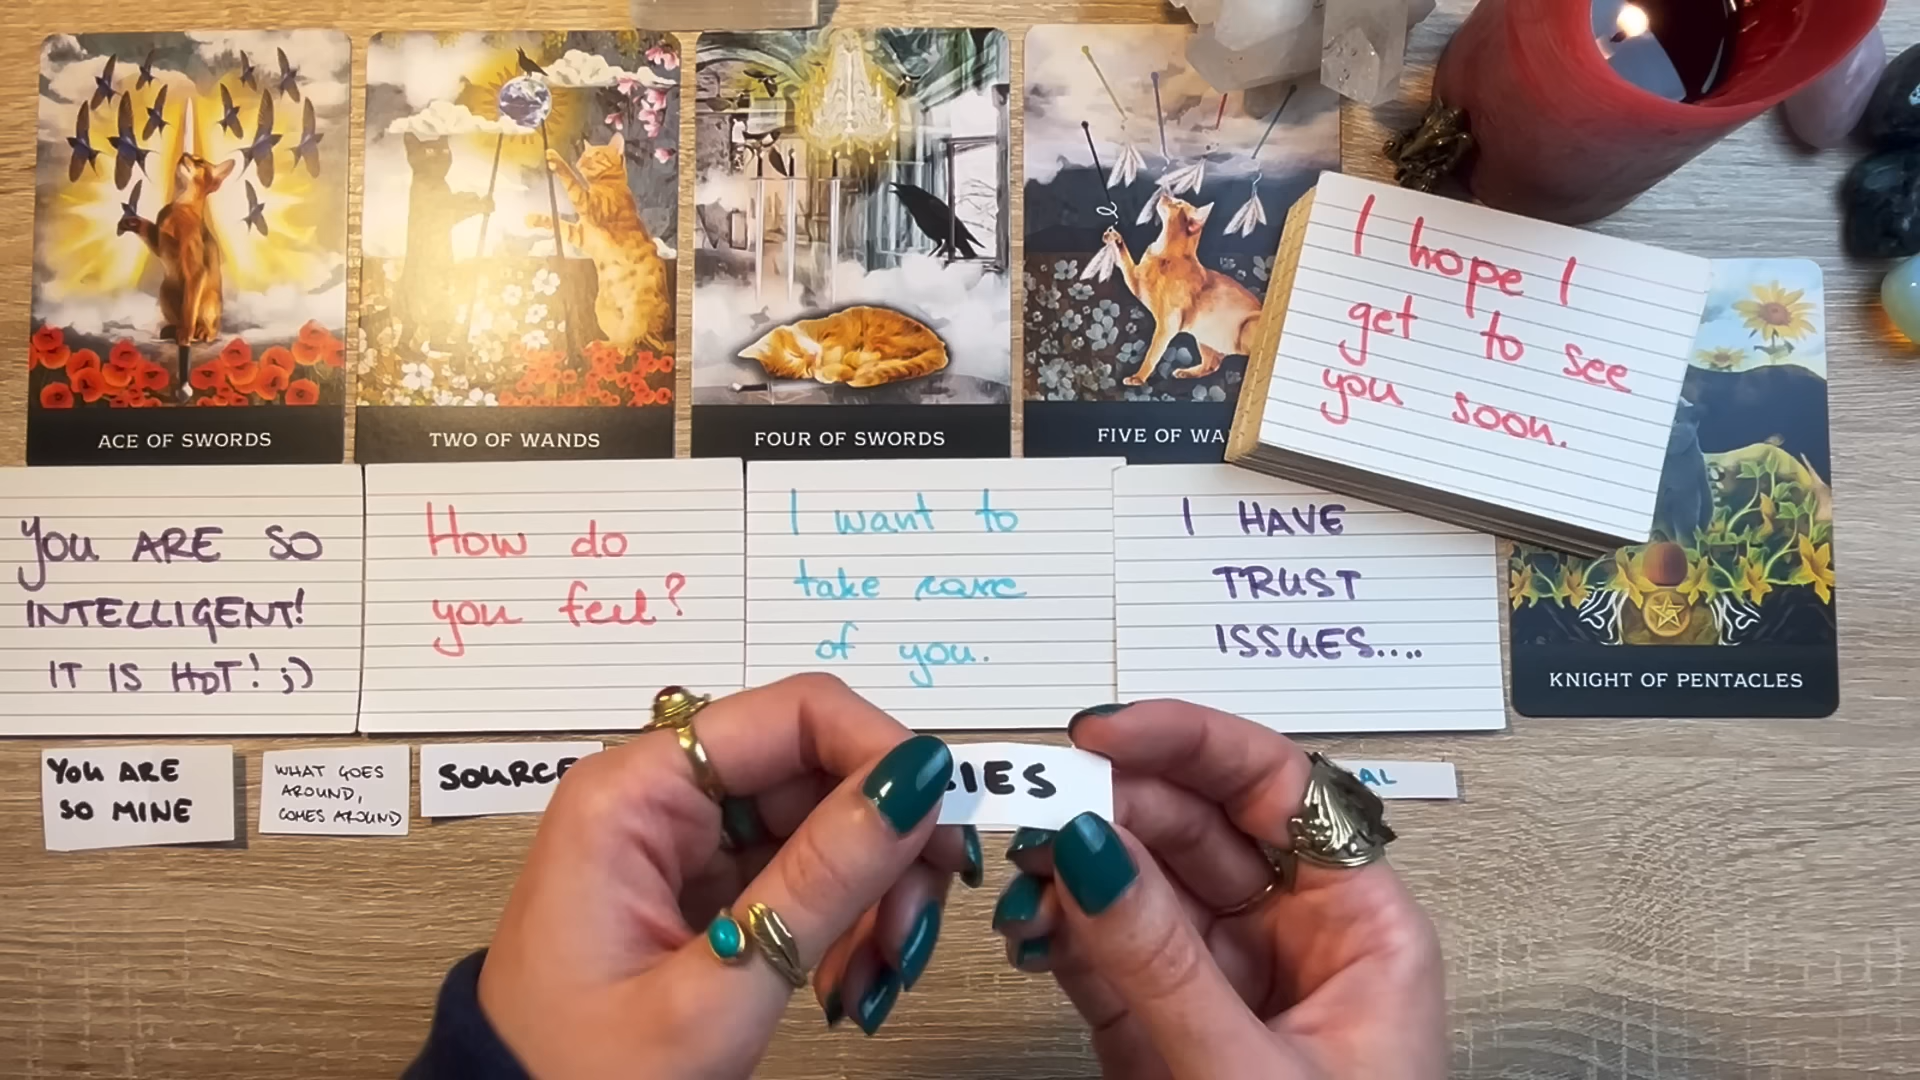 ACE OF SWORDS
TWO OF WANDS
FOUR OF SWORDS
FIVE OF WA
I hope I
get to see
you soon.
KNIGHT OF PENTACLES
You ARE SO
INTELLIGENT!
IT IS HOT! ;)
How do
you feel?
I want to
take care
of you.
I HAVE
TRUST
ISSUES....
You ARE
SO MINE
WHAT GOES
AROUND,
COMES AROUND
SOURCE
IES
AL